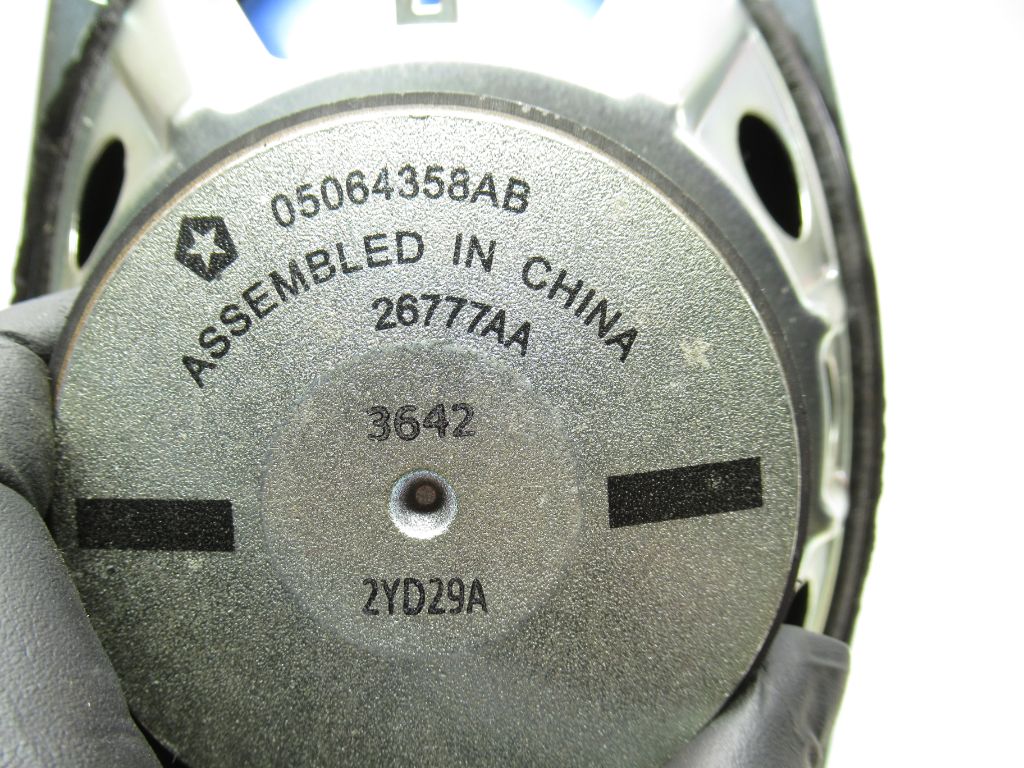 05064358AB
ASSEMBLED IN CHINA
26777AA
3642
2YD29A